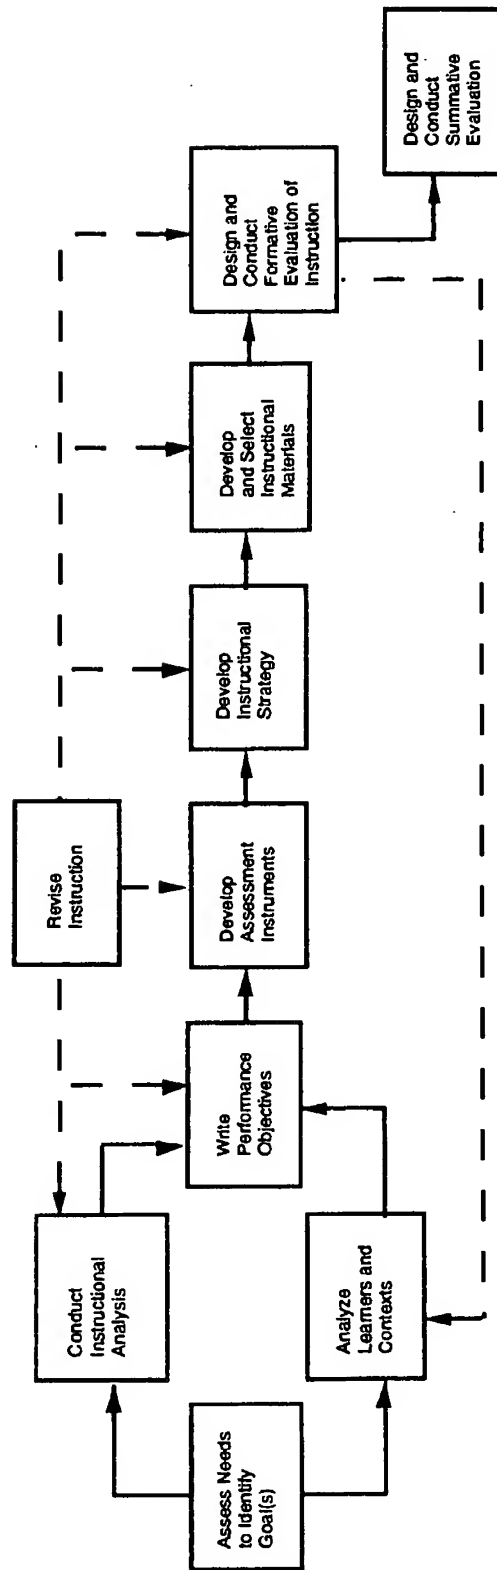 Assess Needs
to Identify
Goal(s)
Conduct
Instructional
Analysis
Analyze
Learners and
Contexts
Write
Performance
Objectives
Revise
Instruction
Develop
Assessment
Instruments
Develop
Instructional
Strategy
Develop
and Select
Instructional
Materials
Design and
Conduct
Formative
Evaluation of
Instruction
Design and
Conduct
Summative
Evaluation